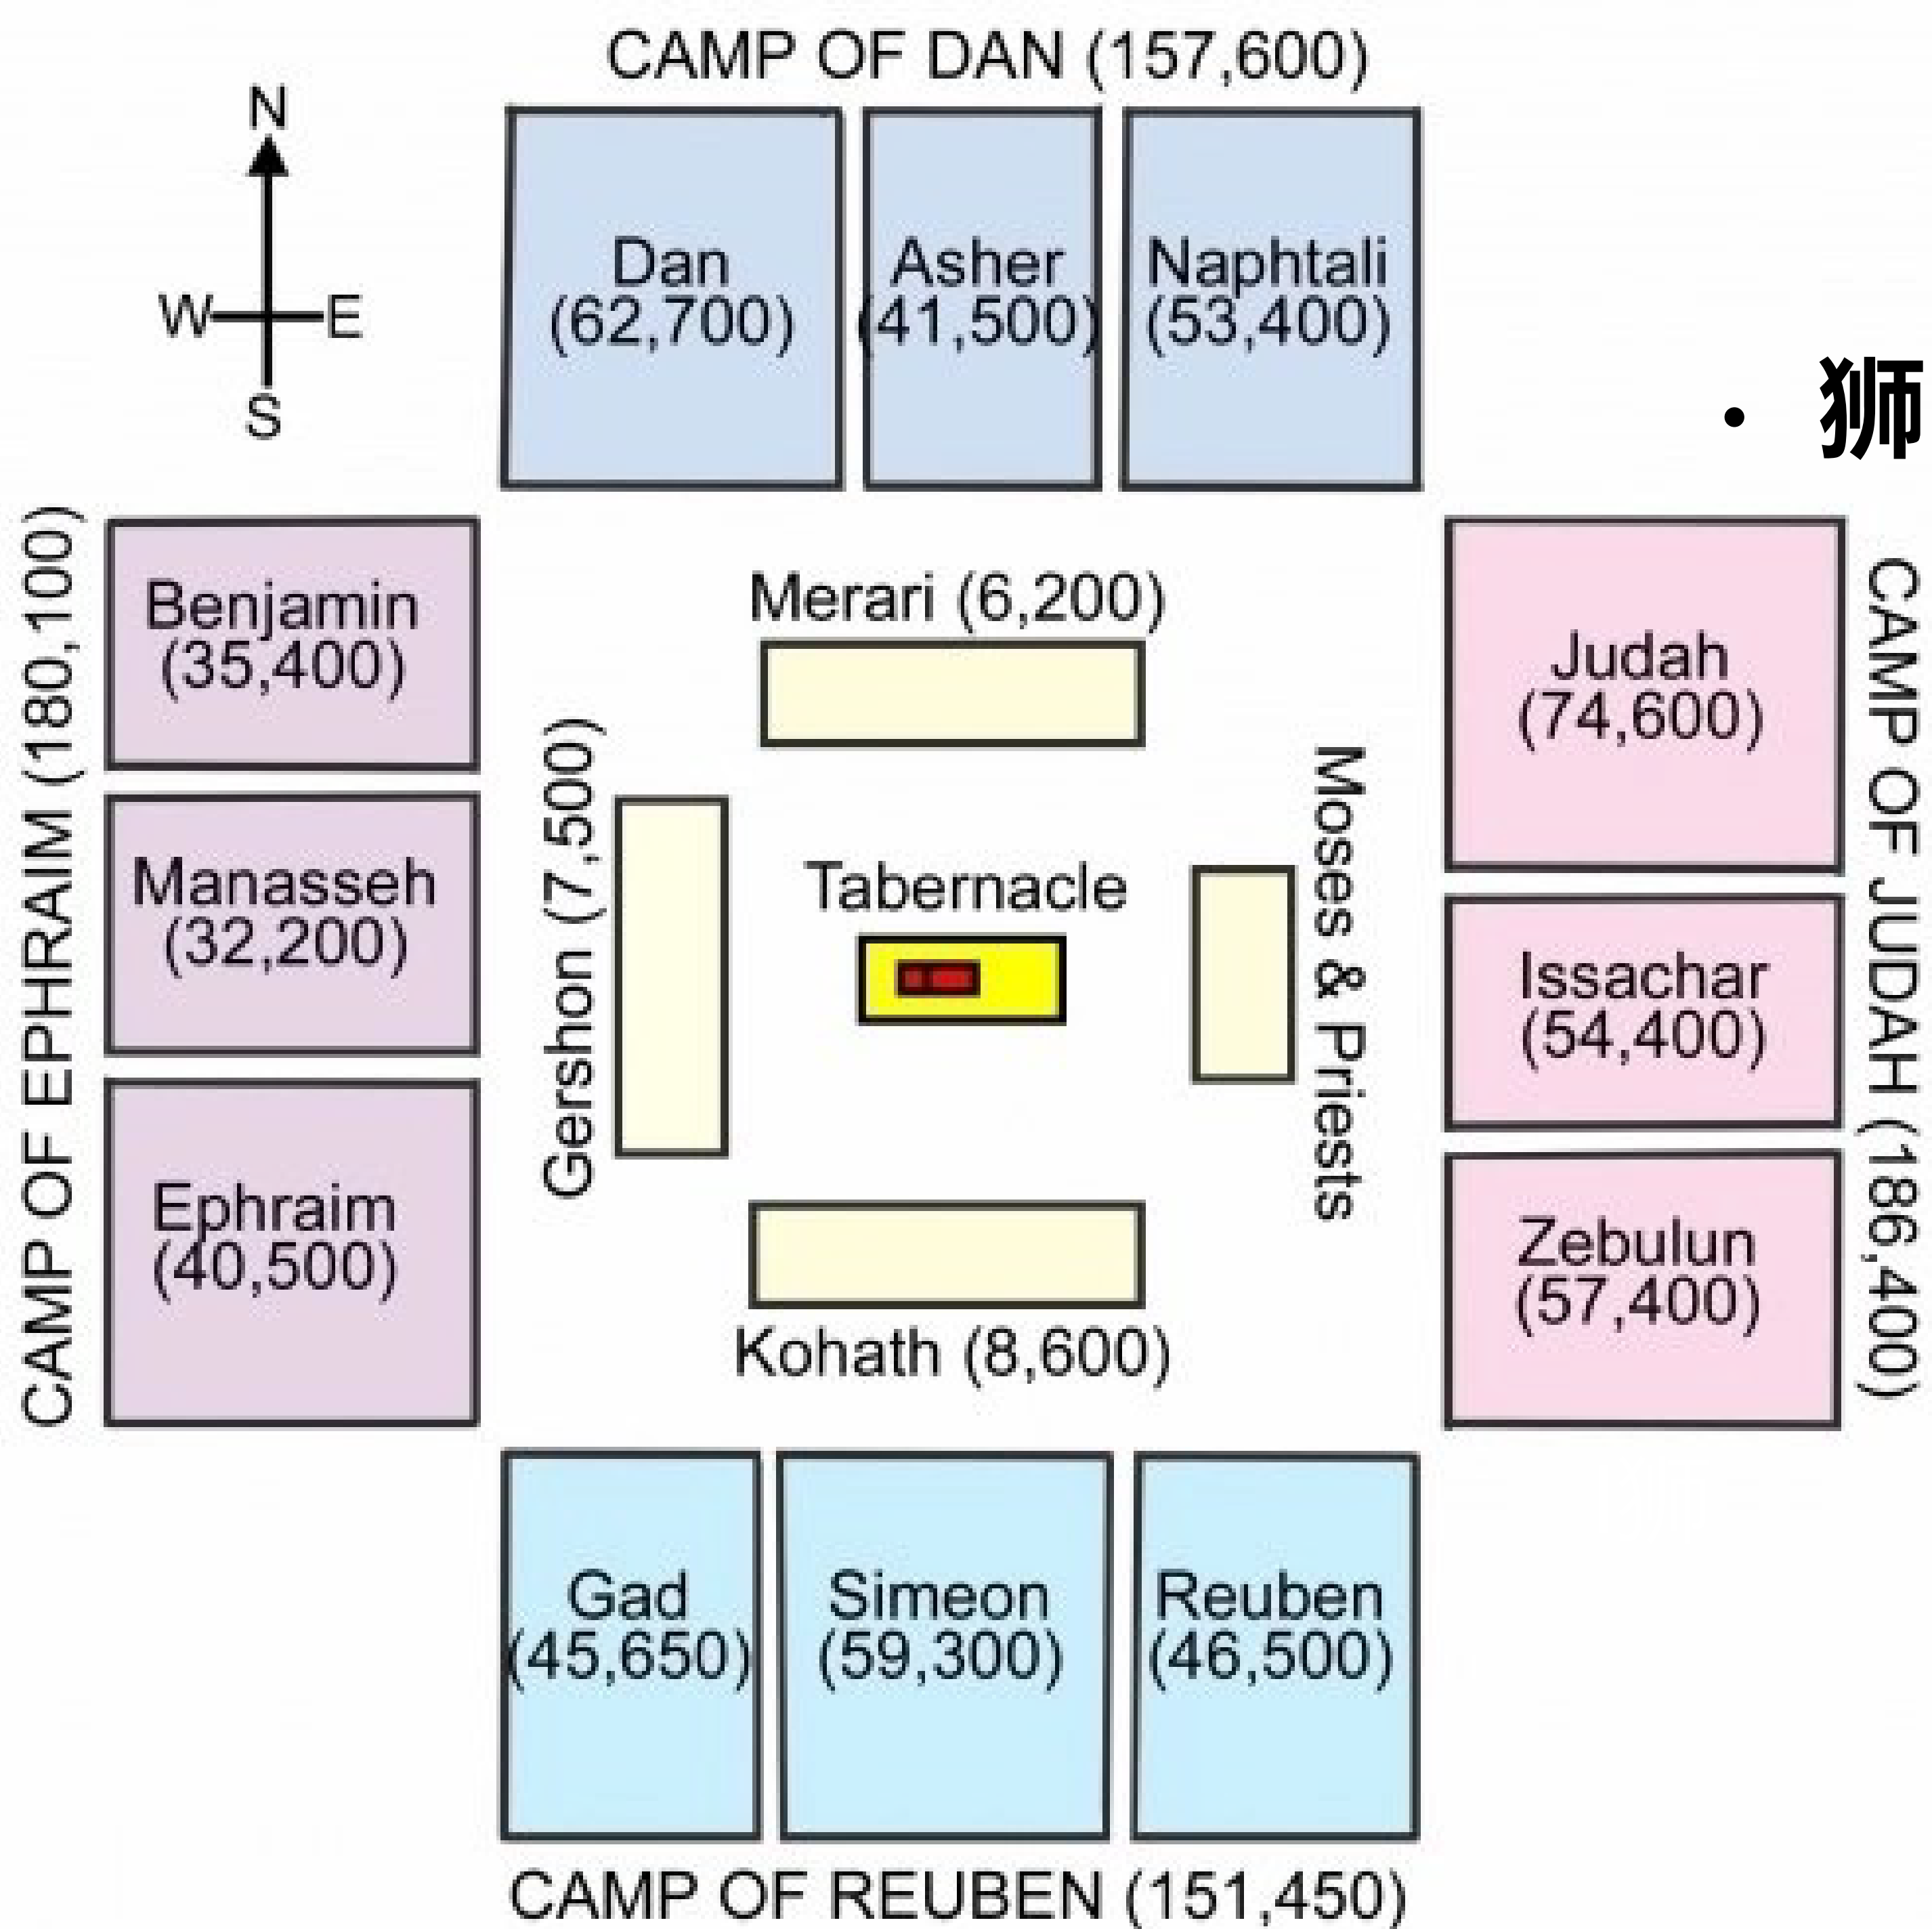 CAMP OF DAN (157,600)
N
W
E
S
Dan
(62,700)
Asher
(41,500)
Naphtali
(53,400)
• 狮
CAMP OF EPHRAIM (180,100)
Benjamin
(35,400)
Manasseh
(32,200)
Ephraim
(40,500)
Merari (6,200)
Gershon (7,500)
Tabernacle
Moses & Priests
Kohath (8,600)
Judah
(74,600)
Issachar
(54,400)
Zebulun
(57,400)
CAMP OF JUDAH (186,400)
Gad
(45,650)
Simeon
(59,300)
Reuben
(46,500)
CAMP OF REUBEN (151,450)